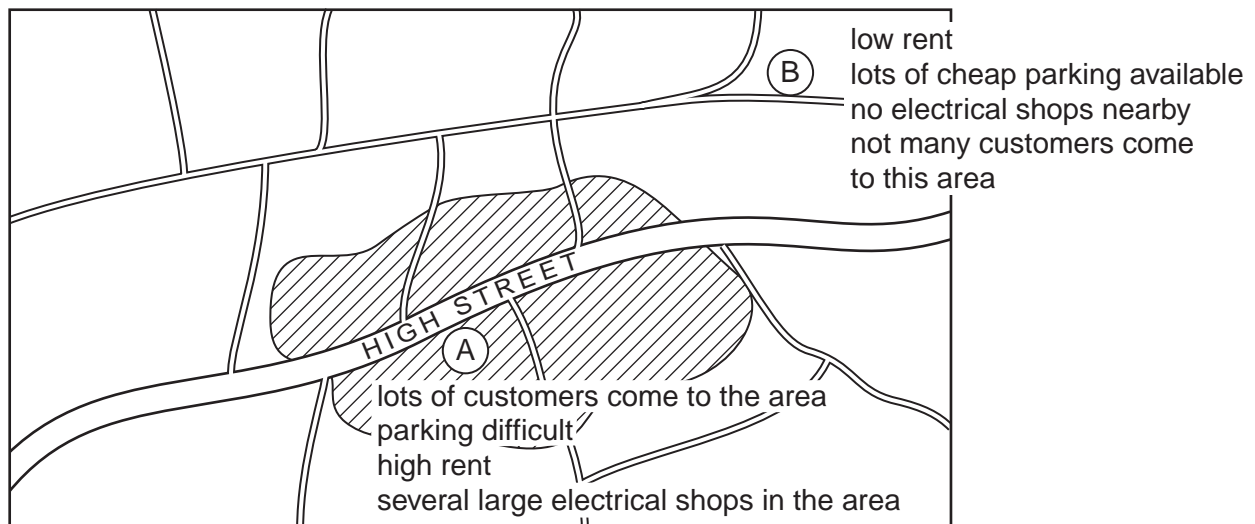 B
low rent
lots of cheap parking available
no electrical shops nearby
not many customers come
to this area
HIGH STREET
A
lots of customers come to the area
parking difficult
high rent
several large electrical shops in the area